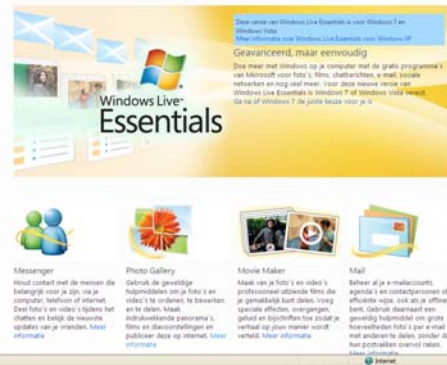 Deze versie van Windows Live Essentials is voor Windows 7 en
Windows Vista.
Meer informatie over Windows Live Essentials voor Windows XP
Geavanceerd, maar eenvoudig
Doe meer met Windows op je computer met de gratis programma's
van Microsoft voor foto's, films, chatberichten, e-mail, sociale
netwerken en nog veel meer. Voor deze nieuwe versie van
Windows Live Essentials is Windows 7 of Windows Vista vereist.
Ga na of Windows 7 de juiste keuze voor je is
Windows Live™
Essentials
Messenger
Houd contact met de mensen die
belangrijk voor je zijn, via je
computer, telefoon of internet.
Deel foto's en video's tijdens het
chatten en bekijk de nieuwste
updates van je vrienden. Meer
informatie
Photo Gallery
Gebruik de geweldige
hulpmiddelen om je foto's en
video's te ordenen, te bewerken
en te delen. Maak
indrukwekkende panorama's,
films en diavoorstellingen en
publiceer deze op internet. Meer
informatie
Movie Maker
Maak van je foto's en video's
professioneel uitziende films die
je gemakkelijk kunt delen. Voeg
speciale effecten, overgangen,
geluid en bijschriften toe zodat je
verhaal op jouw manier wordt
verteld. Meer informatie
Mail
Beheer al je e-mailaccounts,
agenda's en contactpersonen of
efficiënte wijze, ook als je offline
bent. Gebruik daarnaast een
geweldig hulpmiddel om grote
hoeveelheden foto's per e-mail
met anderen te delen, zonder da
hun postvakken overvol raken.
Meer informatie
Internet